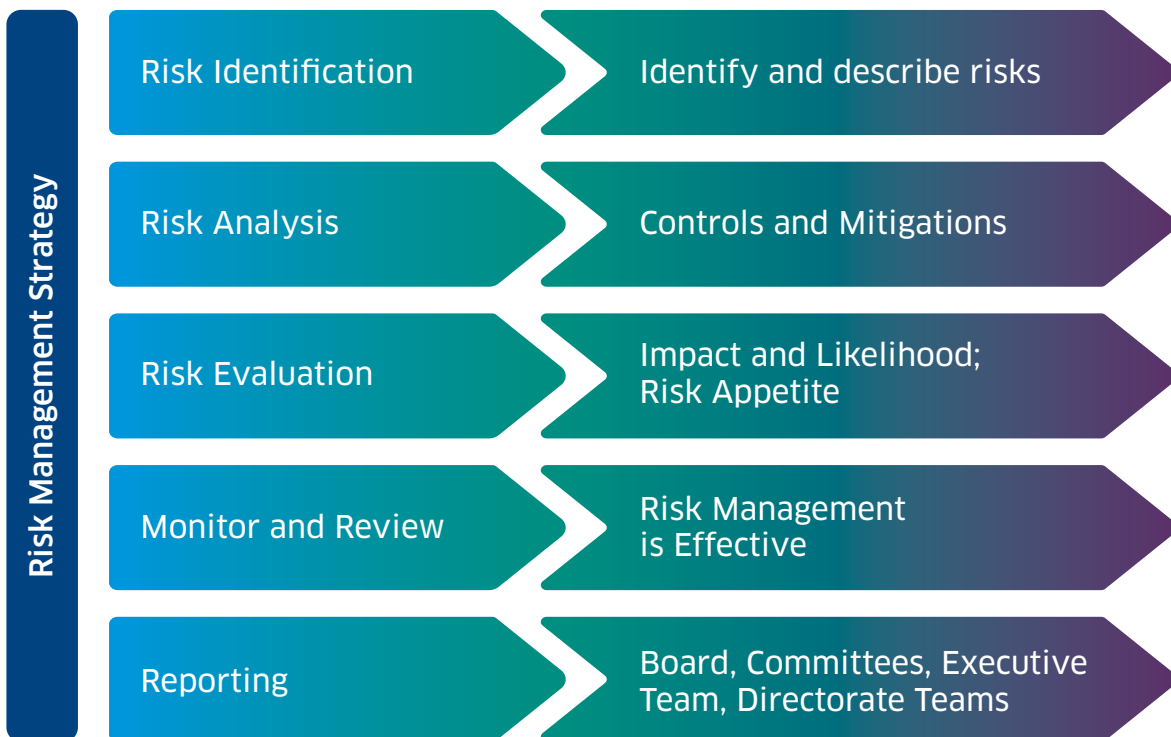 Risk Management Strategy
Risk Identification
Identify and describe risks
Risk Analysis
Controls and Mitigations
Risk Evaluation
Impact and Likelihood;
Risk Appetite
Monitor and Review
Risk Management
is Effective
Reporting
Board, Committees, Executive
Team, Directorate Teams